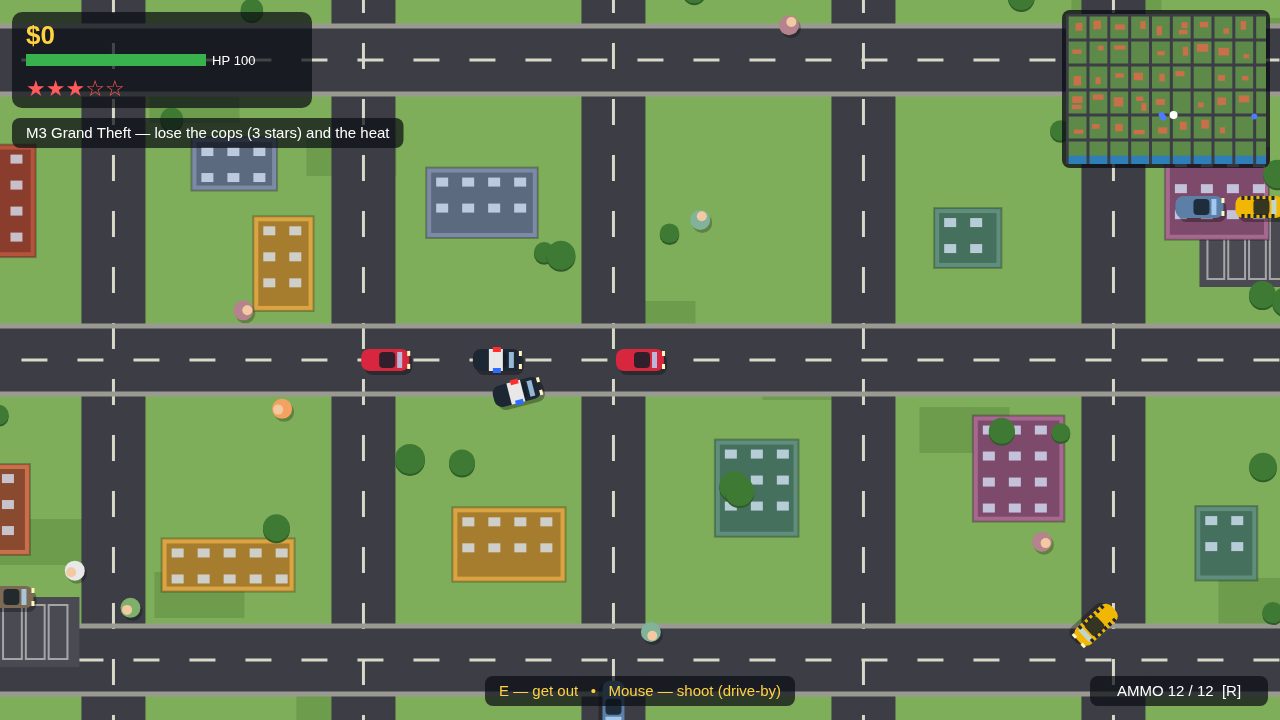 $0
HP 100
★★★☆☆
M3 Grand Theft — lose the cops (3 stars) and the heat
E — get out • Mouse — shoot (drive-by)
AMMO 12 / 12 [R]